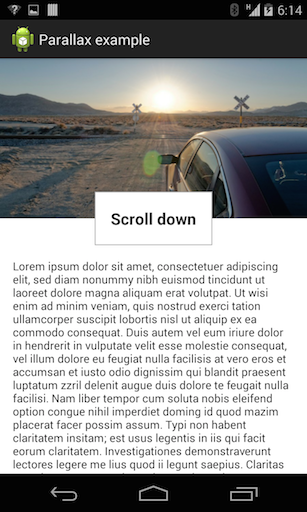 6:14
Parallax example
Scroll down
Lorem ipsum dolor sit amet, consectetuer adipiscing
elit, sed diam nonummy nibh euismod tincidunt ut
laoreet dolore magna aliquam erat volutpat. Ut wisi
enim ad minim veniam, quis nostrud exerci tation
ullamcorper suscipit lobortis nisl ut aliquip ex ea
commodo consequat. Duis autem vel eum iriure dolor
in hendrerit in vulputate velit esse molestie consequat,
vel illum dolore eu feugiat nulla facilisis at vero eros et
accumsan et iusto odio dignissim qui blandit praesent
luptatum zzril delenit augue duis dolore te feugait nulla
facilisi. Nam liber tempor cum soluta nobis eleifend
option congue nihil imperdiet doming id quod mazim
placerat facer possim assum. Typi non habent
claritatem insitam; est usus legentis in iis qui facit
eorum claritatem. Investigationes demonstraverunt
lectores legere me lius quod ii legunt saepius. Claritas